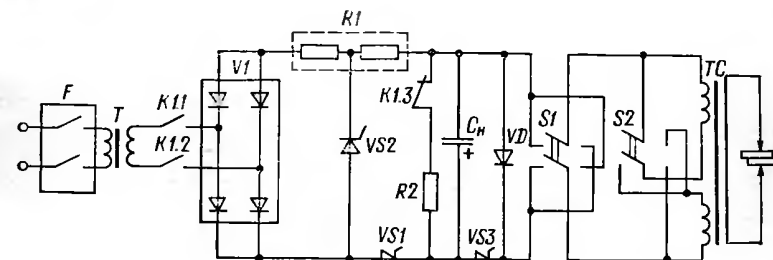 R1
F
T
K1.1
K1.2
V1
K1.3
VS2
R2
Cн
+
VD
S1
S2
TC
VS1
VS3